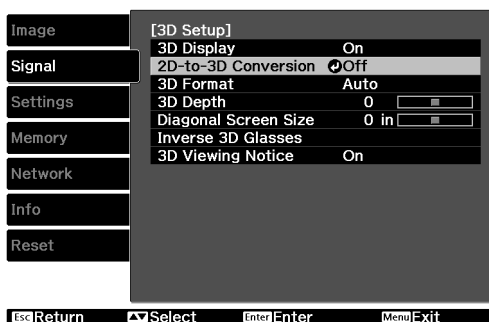 Image
Signal
Settings
Memory
Network
Info
Reset
[3D Setup]
3D Display On
2D-to-3D Conversion Off
3D Format Auto
3D Depth 0
Diagonal Screen Size 0 in
Inverse 3D Glasses
3D Viewing Notice On
Esc Return Select Enter Enter Menu Exit